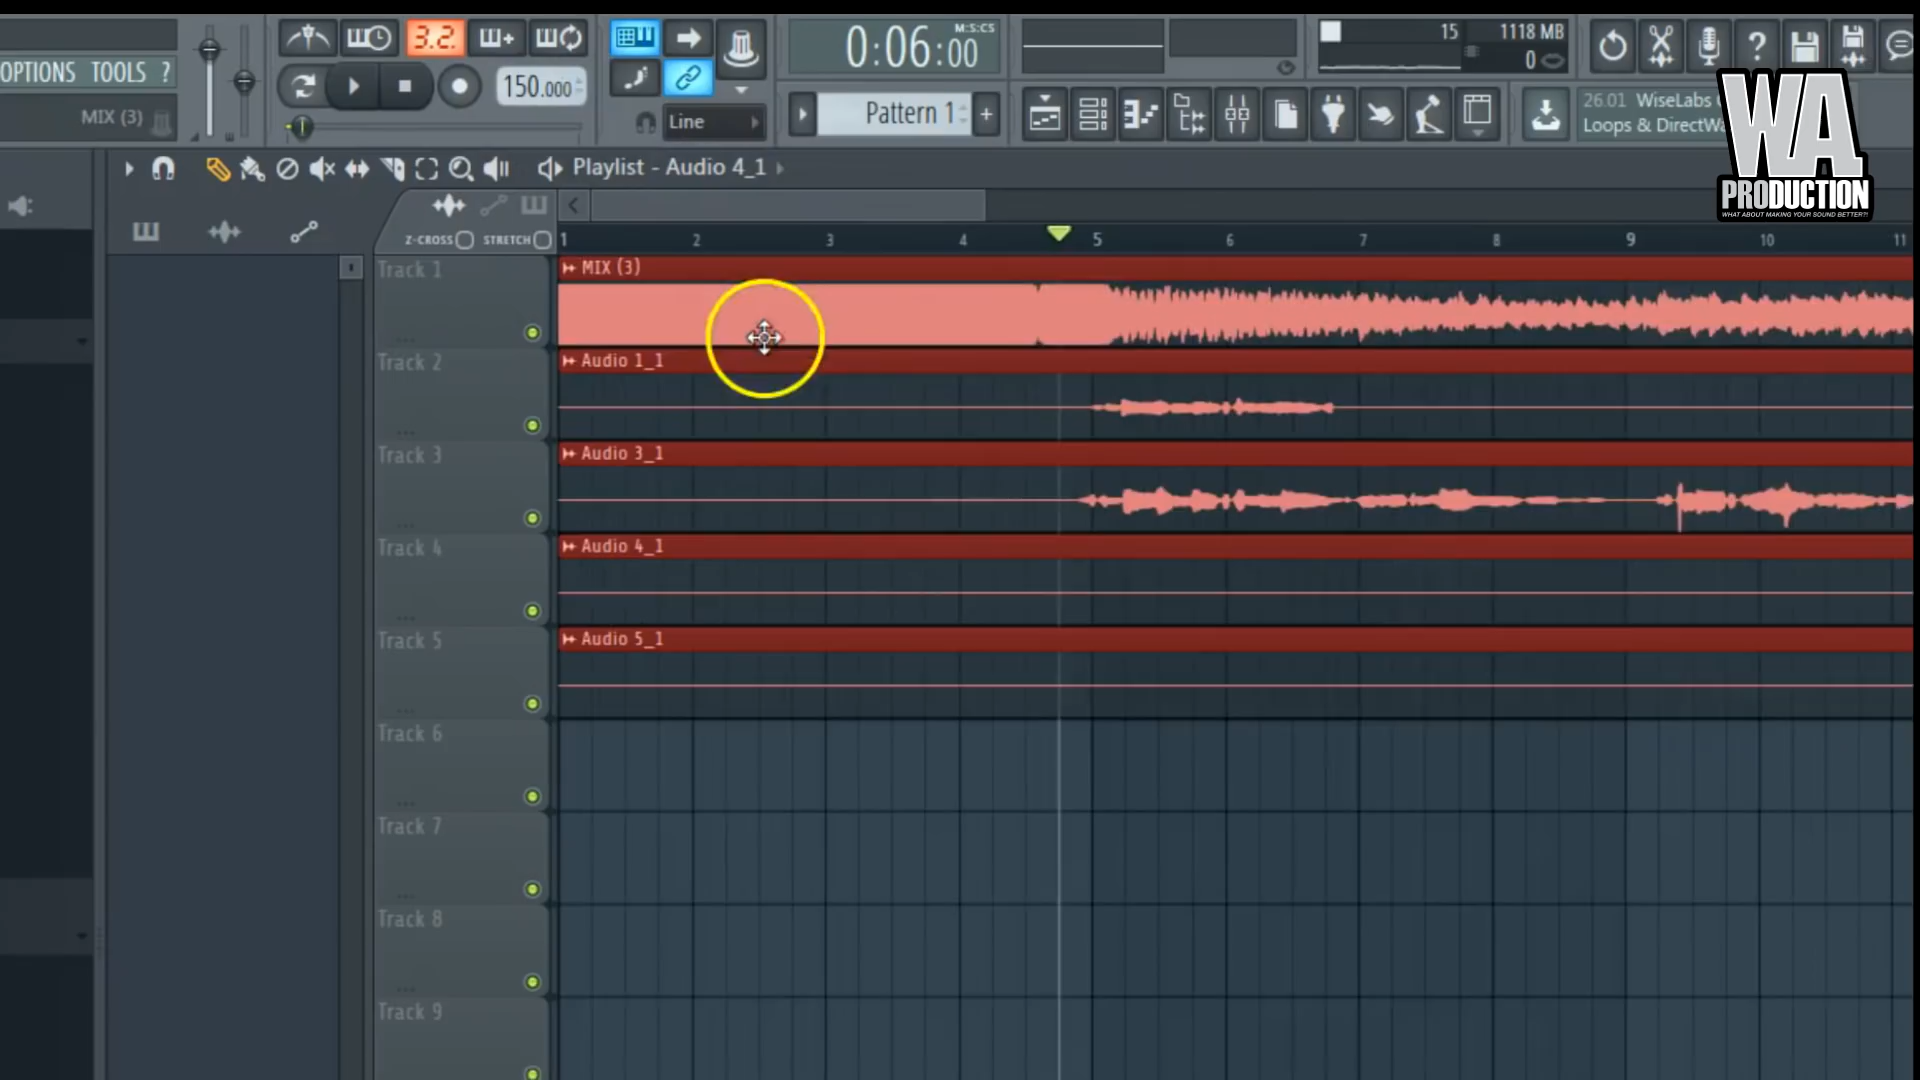 OPTIONS TOOLS ?
MIX (3)
3.2.
150.000
Line
M:S:CS
0:06:00
Pattern 1
15
1118 MB
0
26.01 WiseLabs
Loops &
WA
PRODUCTION
WHAT ABOUT MAKING YOUR SOUND BETTER?!
Playlist - Audio 4_1
Z-CROSS STRETCH
1 2 3 4 5 6 7 8 9 10 11
Track 1
MIX (3)
Track 2
Audio 1_1
Track 3
Audio 3_1
Track 4
Audio 4_1
Track 5
Audio 5_1
Track 6
Track 7
Track 8
Track 9